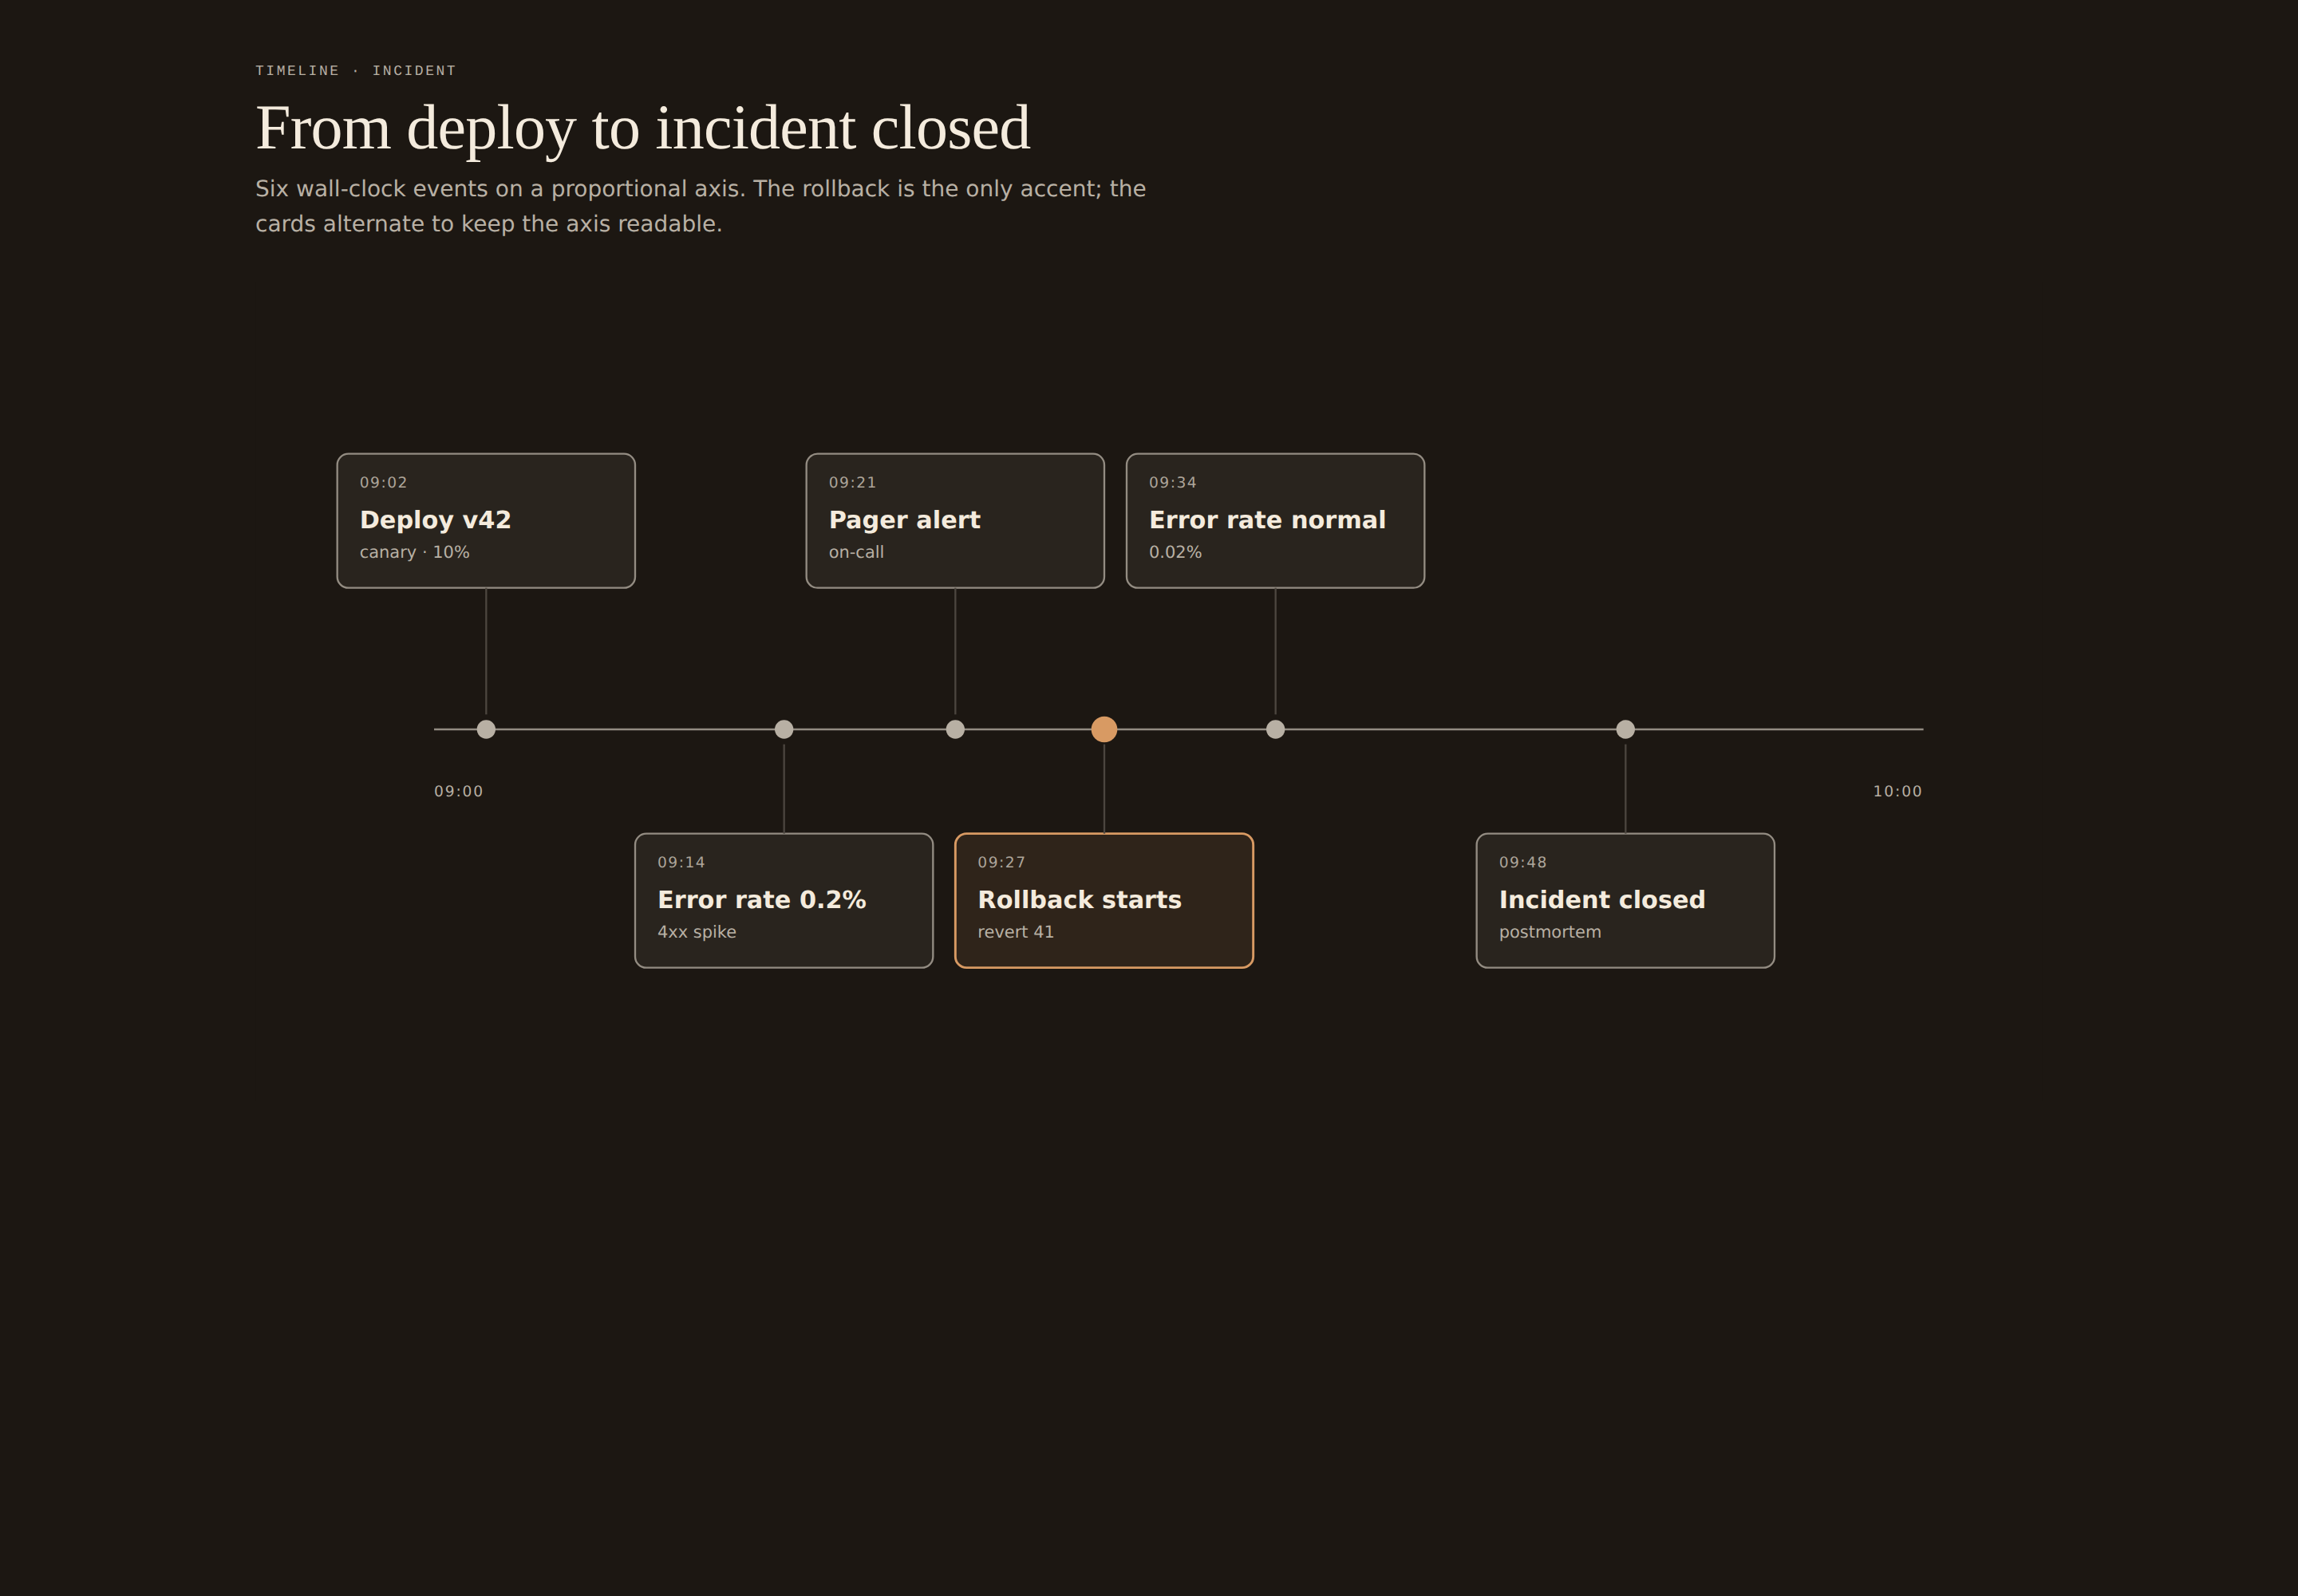 TIMELINE · INCIDENT
From deploy to incident closed
Six wall-clock events on a proportional axis. The rollback is the only accent; the
cards alternate to keep the axis readable.
09:02
Deploy v42
canary · 10%
09:21
Pager alert
on-call
09:34
Error rate normal
0.02%
09:00
10:00
09:14
Error rate 0.2%
4xx spike
09:27
Rollback starts
revert 41
09:48
Incident closed
postmortem